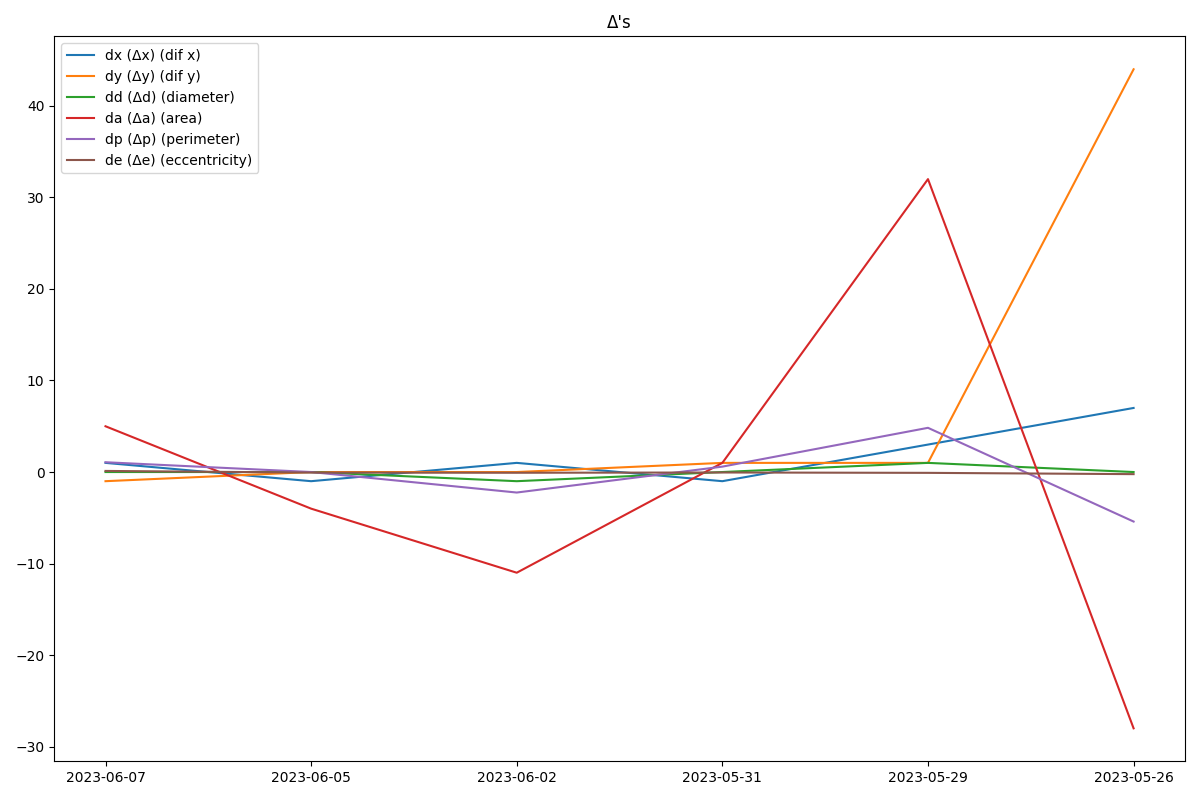 Δ's
dx (Δx) (dif x)
dy (Δy) (dif y)
dd (Δd) (diameter)
da (Δa) (area)
dp (Δp) (perimeter)
de (Δe) (eccentricity)
40
30
20
10
0
−10
−20
−30
2023-06-07 2023-06-05 2023-06-02 2023-05-31 2023-05-29 2023-05-26